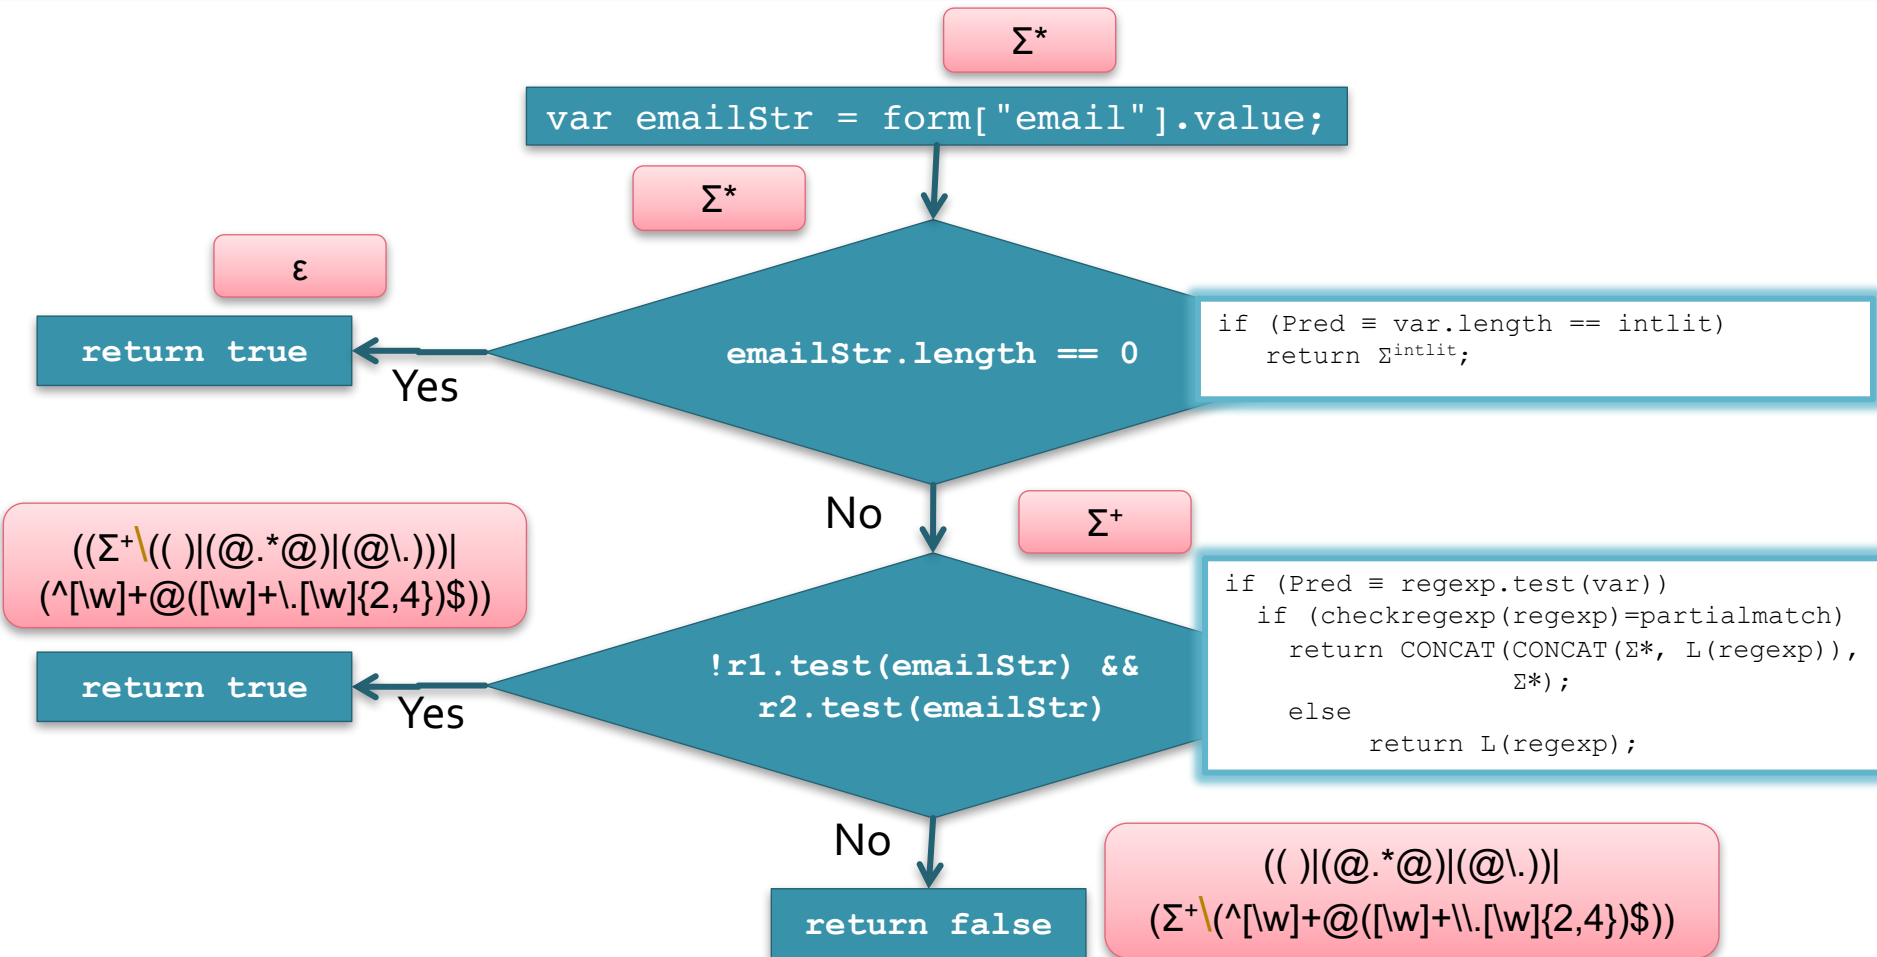 Σ*
var emailStr = form["email"].value;
Σ*
ε
return true
Yes
emailStr.length == 0
if (Pred ≡ var.length == intlit)
return Σ^intlit;
No
Σ⁺
((Σ⁺\(( )|(@.*@)|(@\.)))|
(^[\w]+@([\w]+\.[\w]{2,4})$))
return true
Yes
!r1.test(emailStr) &&
r2.test(emailStr)
if (Pred ≡ regexp.test(var))
if (checkregexp(regexp)=partialmatch)
return CONCAT(CONCAT(Σ*, L(regexp)),
Σ*);
else
return L(regexp);
No
return false
(( )|(@.*@)|(@\.))|
(Σ⁺\(^[\w]+@([\w]+\\.[\w]{2,4})$))